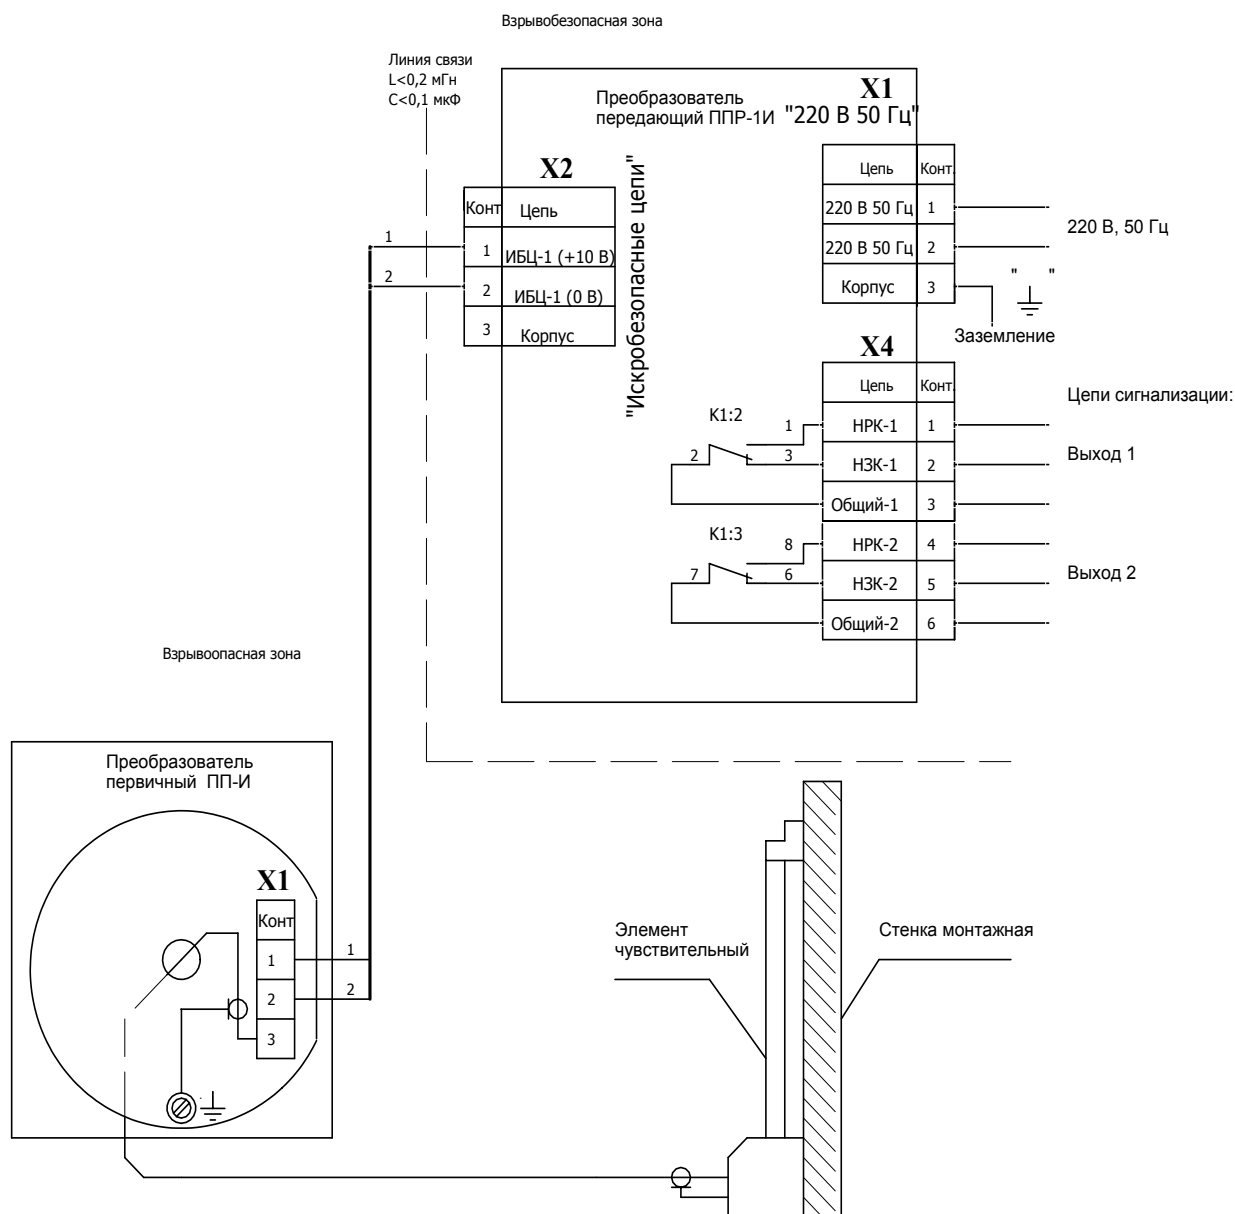 Взрывобезопасная зона
Линия связи
L<0,2 мГн
С<0,1 мкФ
Преобразователь
передающий ППР-1И
X1
"220 В 50 Гц"
Цепь Конт.
220 В 50 Гц 1
220 В 50 Гц 2
Корпус 3
220 В, 50 Гц
" "
Заземление
X2
Конт Цепь
1 ИБЦ-1 (+10 В)
2 ИБЦ-1 (0 В)
3 Корпус
1
2
"Искробезопасные цепи"
X4
Цепь Конт.
НРК-1 1
НЗК-1 2
Общий-1 3
НРК-2 4
НЗК-2 5
Общий-2 6
Цепи сигнализации:
Выход 1
Выход 2
K1:2
1
2 3
K1:3
8
7 6
Взрывоопасная зона
Преобразователь
первичный ПП-И
X1
Конт
1
2
3
1
2
Элемент
чувствительный
Стенка монтажная